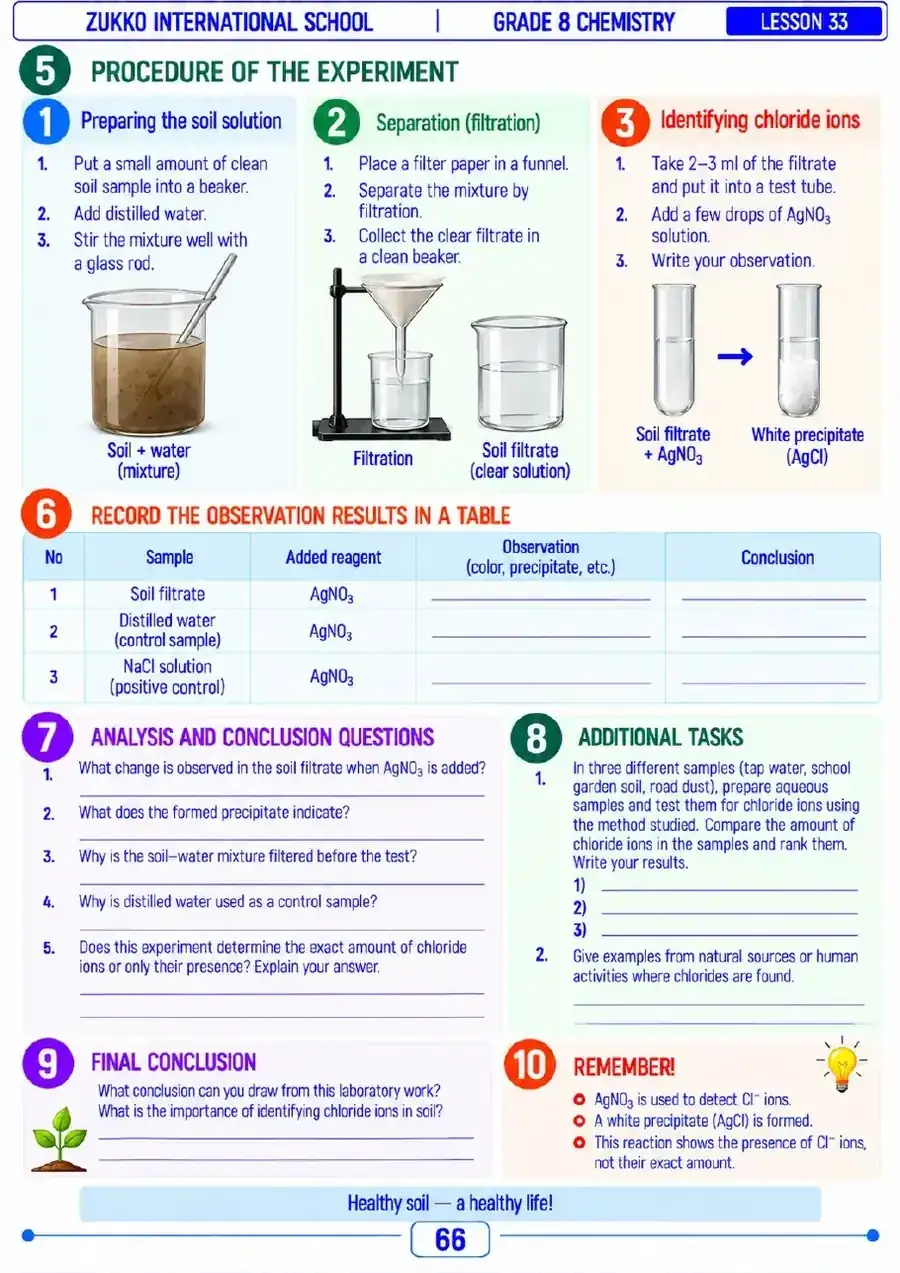 ZUKKO INTERNATIONAL SCHOOL | GRADE 8 CHEMISTRY LESSON 33
5 PROCEDURE OF THE EXPERIMENT
1 Preparing the soil solution
1. Put a small amount of clean
soil sample into a beaker.
2. Add distilled water.
3. Stir the mixture well with
a glass rod.
Soil + water
(mixture)
2 Separation (filtration)
1. Place a filter paper in a funnel.
2. Separate the mixture by
filtration.
3. Collect the clear filtrate in
a clean beaker.
Filtration
Soil filtrate
(clear solution)
3 Identifying chloride ions
1. Take 2–3 ml of the filtrate
and put it into a test tube.
2. Add a few drops of AgNO₃
solution.
3. Write your observation.
Soil filtrate
+ AgNO₃
White precipitate
(AgCl)
6 RECORD THE OBSERVATION RESULTS IN A TABLE
No Sample Added reagent Observation
(color, precipitate, etc.) Conclusion
1 Soil filtrate AgNO₃
2 Distilled water
(control sample) AgNO₃
3 NaCl solution
(positive control) AgNO₃
7 ANALYSIS AND CONCLUSION QUESTIONS
1. What change is observed in the soil filtrate when AgNO₃ is added?
2. What does the formed precipitate indicate?
3. Why is the soil–water mixture filtered before the test?
4. Why is distilled water used as a control sample?
5. Does this experiment determine the exact amount of chloride
ions or only their presence? Explain your answer.
8 ADDITIONAL TASKS
1. In three different samples (tap water, school
garden soil, road dust), prepare aqueous
samples and test them for chloride ions using
the method studied. Compare the amount of
chloride ions in the samples and rank them.
Write your results.
1)
2)
3)
2. Give examples from natural sources or human
activities where chlorides are found.
9 FINAL CONCLUSION
What conclusion can you draw from this laboratory work?
What is the importance of identifying chloride ions in soil?
10 REMEMBER!
AgNO₃ is used to detect Cl⁻ ions.
A white precipitate (AgCl) is formed.
This reaction shows the presence of Cl⁻ ions,
not their exact amount.
Healthy soil — a healthy life!
66